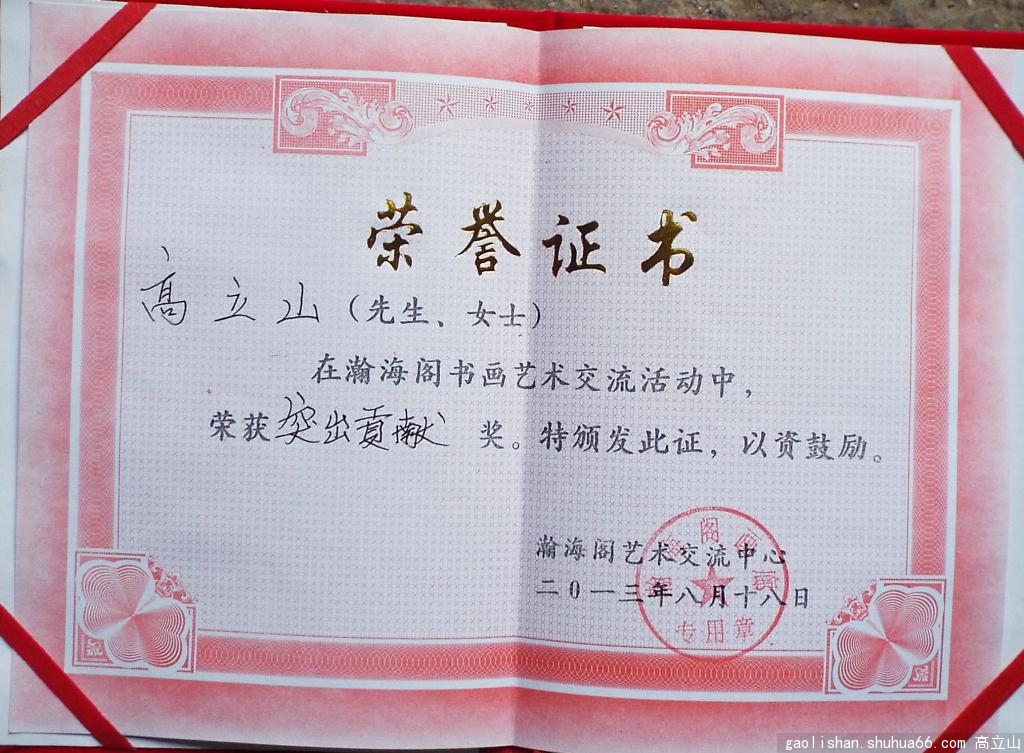 荣誉证书
高立山（先生、女士）
在瀚海阁书画艺术交流活动中，
荣获突出贡献 奖。特颁发此证，以资鼓励。
瀚海阁艺术交流中心
二0一三年八月十八日
专用章
gaolishan.shuhua66.com 高立山